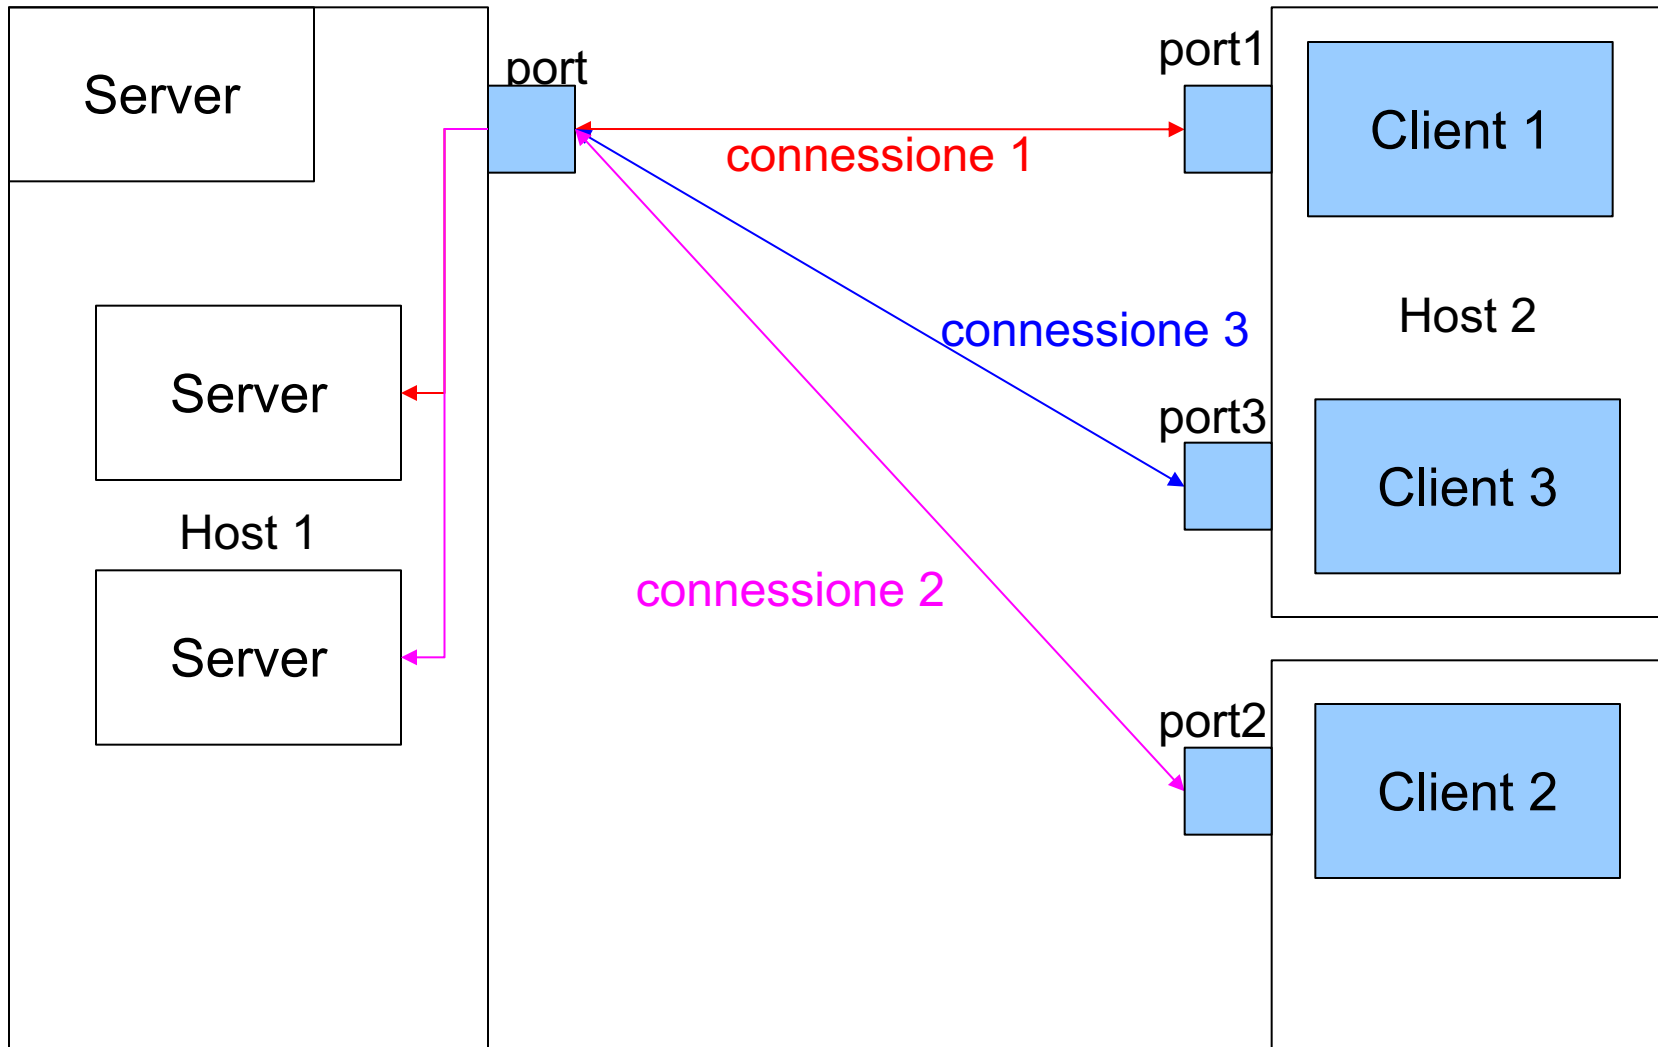 Server
port
port1
Client 1
connessione 1
Host 2
connessione 3
Server
port3
Client 3
Host 1
connessione 2
Server
port2
Client 2